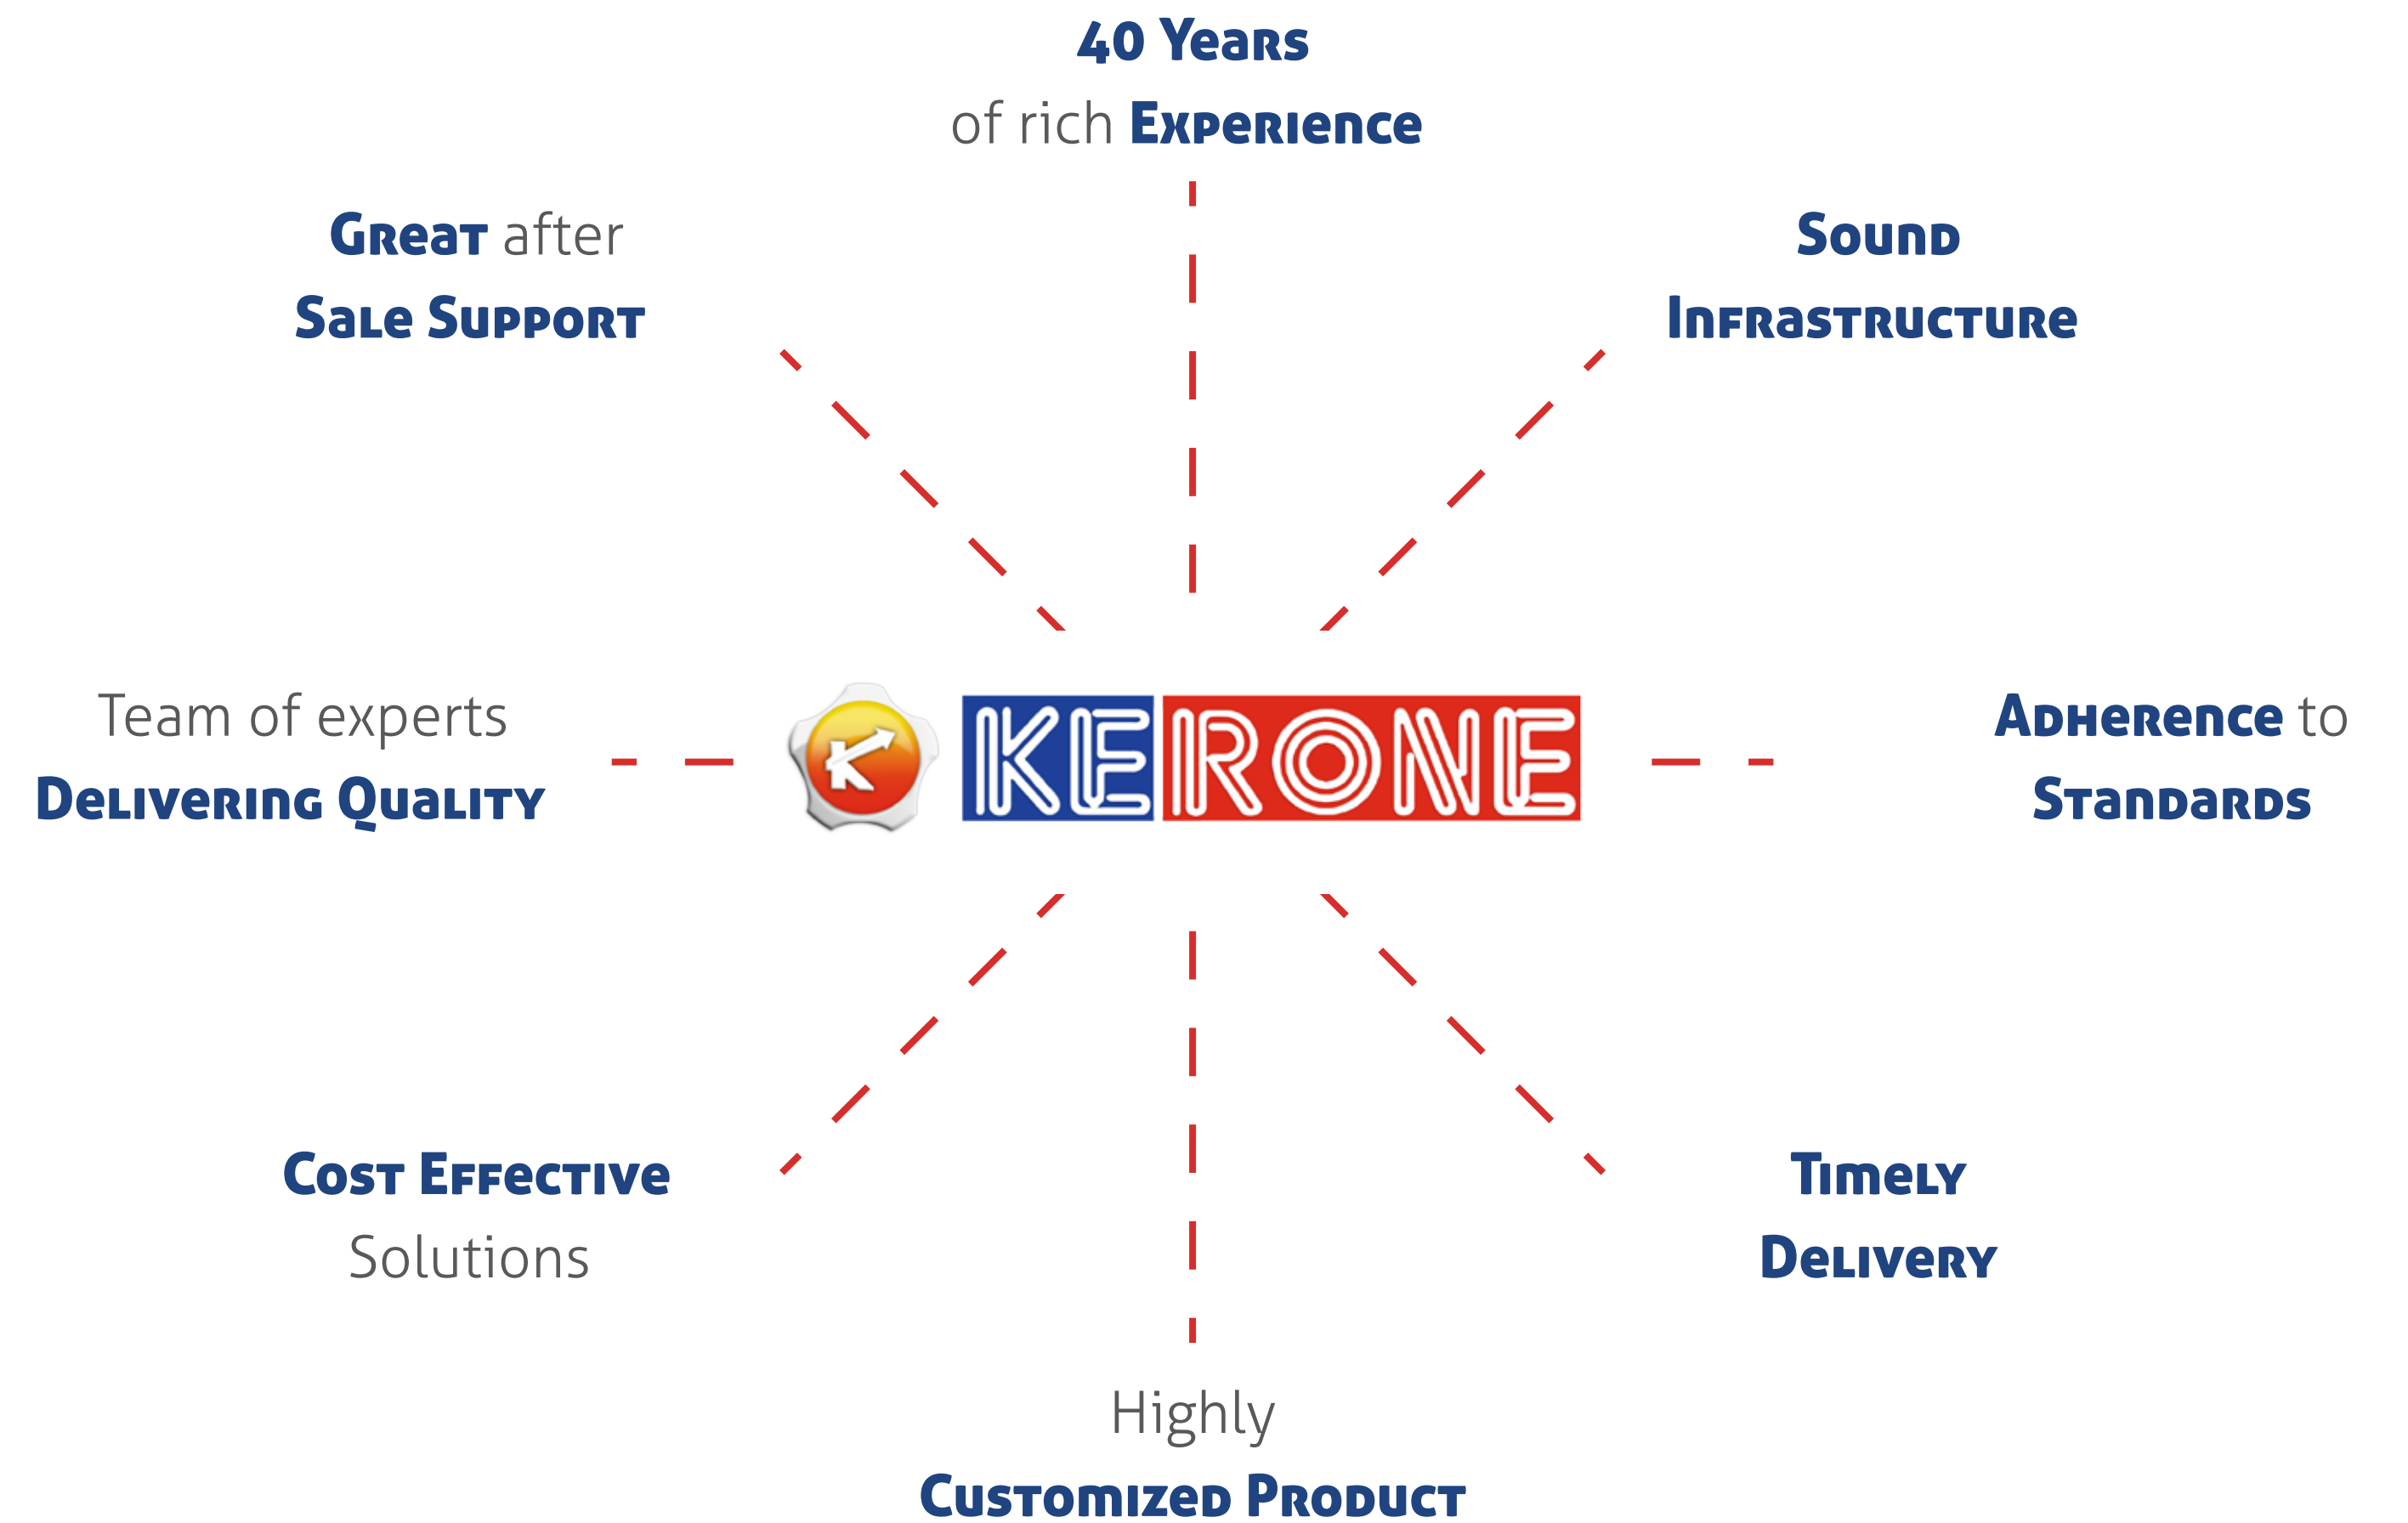 40 Years
of rich Experience
Great after
Sale Support
Sound
Infrastructure
Team of experts
Delivering Quality
K
KERONE
Adherence to
Standards
Cost Effective
Solutions
Timely
Delivery
Highly
Customized Product